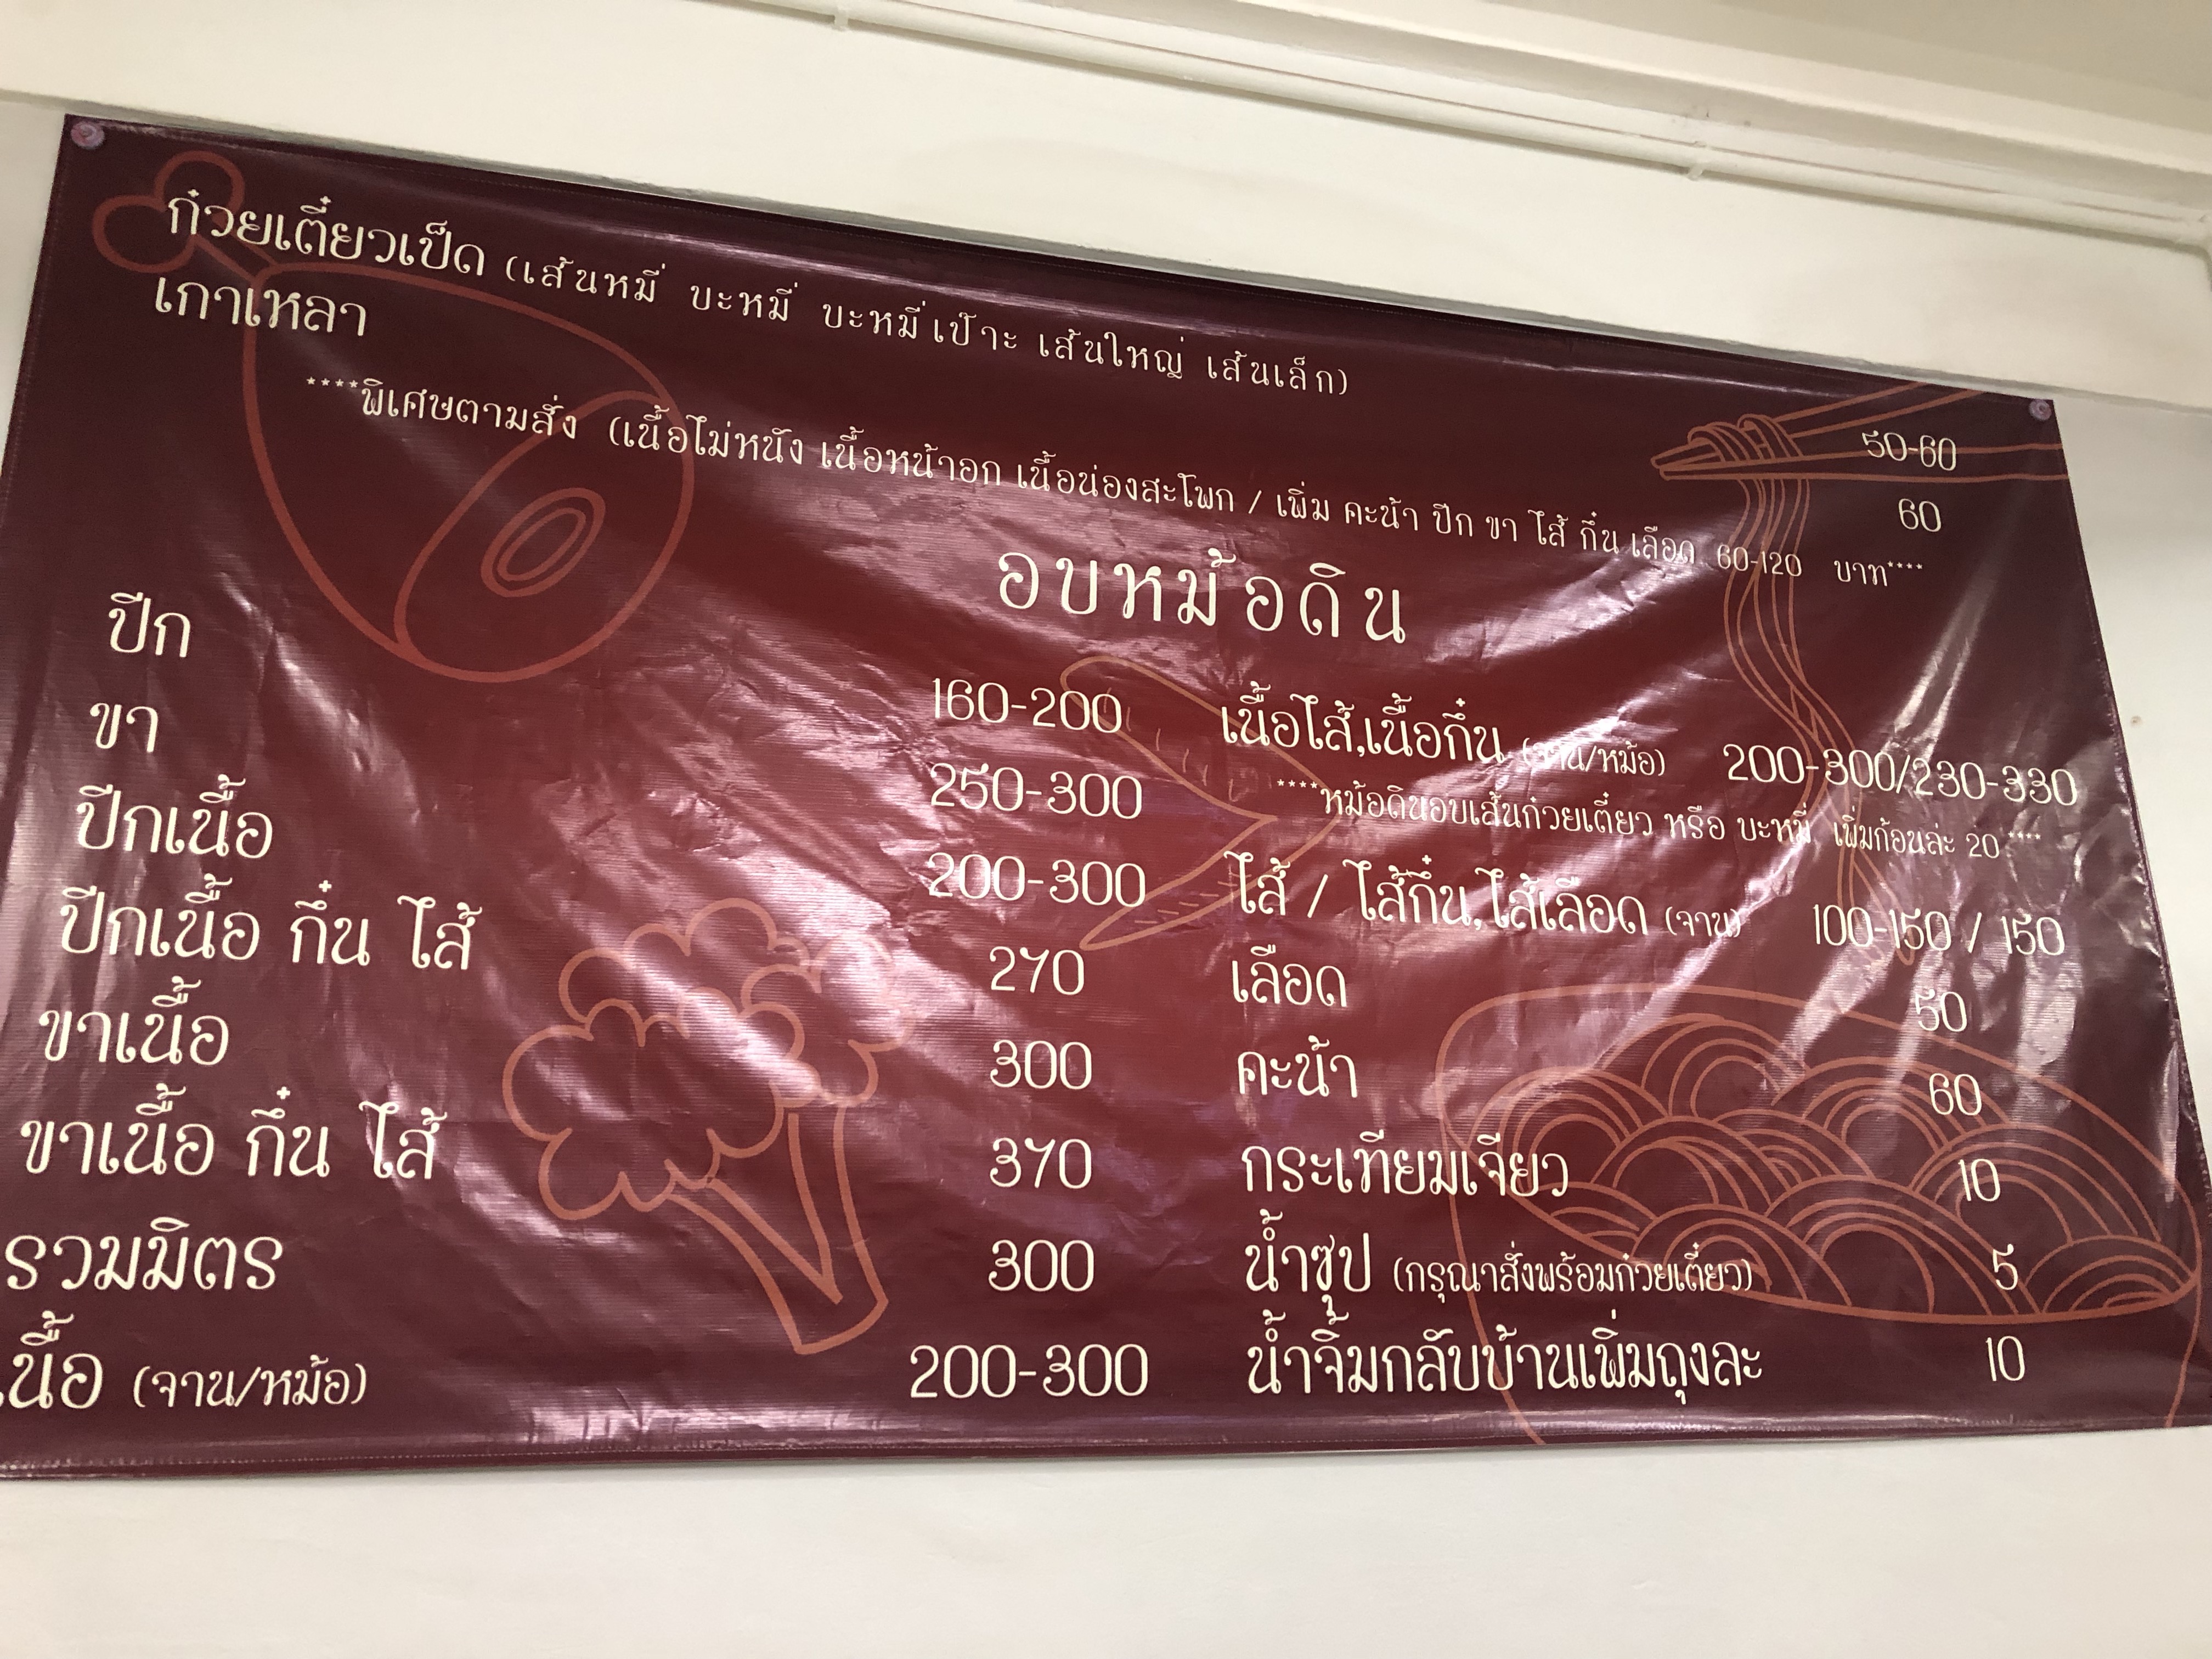 ก๋วยเตี๋ยวเป็ด (เส้นหมี่ บะหมี่ บะหมี่เป๊าะ เส้นใหญ่ เส้นเล็ก) 50-60
เกาเหลา 60
****พิเศษตามสั่ง (เนื้อไม่หนัง เนื้อหน้าอก เนื้อน่องสะโพก / เพิ่ม คะน้า ปีก ขา ไส้ กึ๋น เลือด 60-120 บาท****
อบหม้อดิน
ปีก 160-200
ขา 250-300
ปีกเนื้อ 200-300
ปีกเนื้อ กึ๋น ไส้ 270
ขาเนื้อ 300
ขาเนื้อ กึ๋น ไส้ 370
รวมมิตร 300
เนื้อ (จาน/หม้อ) 200-300
เนื้อไส้,เนื้อกึ๋น (จาน/หม้อ) 200-300/230-330
****หม้อดินอบเส้นก๋วยเตี๋ยว หรือ บะหมี่ เพิ่มก้อนล่ะ 20 ****
ไส้ / ไส้กึ๋น,ไส้เลือด (จาน) 100-150 / 150
เลือด 50
คะน้า 60
กระเทียมเจียว 10
น้ำซุป (กรุณาสั่งพร้อมก๋วยเตี๋ยว) 5
น้ำจิ้มกลับบ้านเพิ่มถุงละ 10